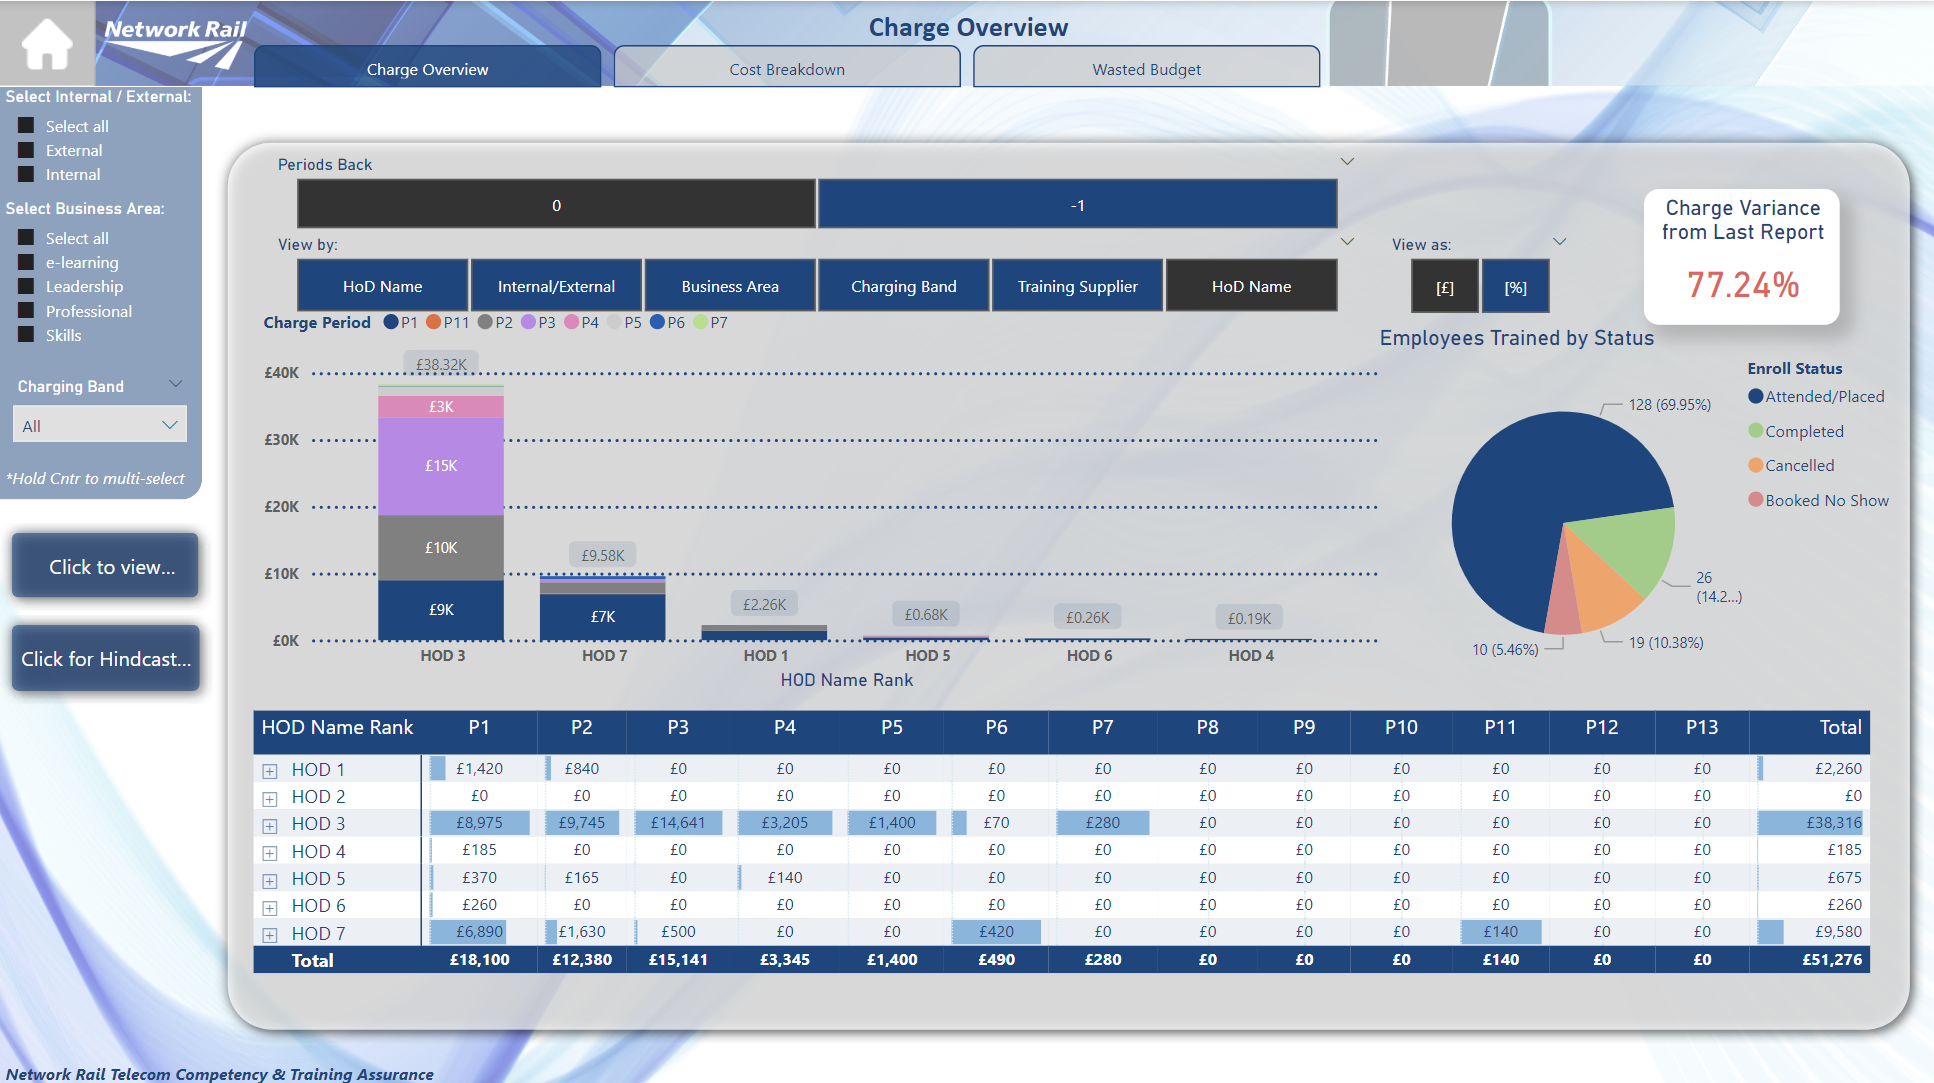 Network Rail
Charge Overview
Charge Overview
Cost Breakdown
Wasted Budget
Select Internal / External:
Select all
External
Internal
Select Business Area:
Select all
e-learning
Leadership
Professional
Skills
Charging Band
All
*Hold Cntr to multi-select
Click to view...
Click for Hindcast...
Periods Back
0
-1
View by:
HoD Name
Internal/External
Business Area
Charging Band
Training Supplier
HoD Name
View as:
[£]
[%]
Charge Variance
from Last Report
77.24%
Charge Period P1 P11 P2 P3 P4 P5 P6 P7
£40K
£30K
£20K
£10K
£0K
£38.32K
£3K
£15K
£10K
£9K
£9.58K
£7K
£2.26K
£0.68K
£0.26K
£0.19K
HOD 3 HOD 7 HOD 1 HOD 5 HOD 6 HOD 4
HOD Name Rank
Employees Trained by Status
128 (69.95%)
26
(14.2...)
19 (10.38%)
10 (5.46%)
Enroll Status
Attended/Placed
Completed
Cancelled
Booked No Show
HOD Name Rank P1 P2 P3 P4 P5 P6 P7 P8 P9 P10 P11 P12 P13 Total
HOD 1 £1,420 £840 £0 £0 £0 £0 £0 £0 £0 £0 £0 £0 £0 £2,260
HOD 2 £0 £0 £0 £0 £0 £0 £0 £0 £0 £0 £0 £0 £0 £0
HOD 3 £8,975 £9,745 £14,641 £3,205 £1,400 £70 £280 £0 £0 £0 £0 £0 £0 £38,316
HOD 4 £185 £0 £0 £0 £0 £0 £0 £0 £0 £0 £0 £0 £0 £185
HOD 5 £370 £165 £0 £140 £0 £0 £0 £0 £0 £0 £0 £0 £0 £675
HOD 6 £260 £0 £0 £0 £0 £0 £0 £0 £0 £0 £0 £0 £0 £260
HOD 7 £6,890 £1,630 £500 £0 £0 £420 £0 £0 £0 £0 £140 £0 £0 £9,580
Total £18,100 £12,380 £15,141 £3,345 £1,400 £490 £280 £0 £0 £0 £140 £0 £0 £51,276
Network Rail Telecom Competency & Training Assurance